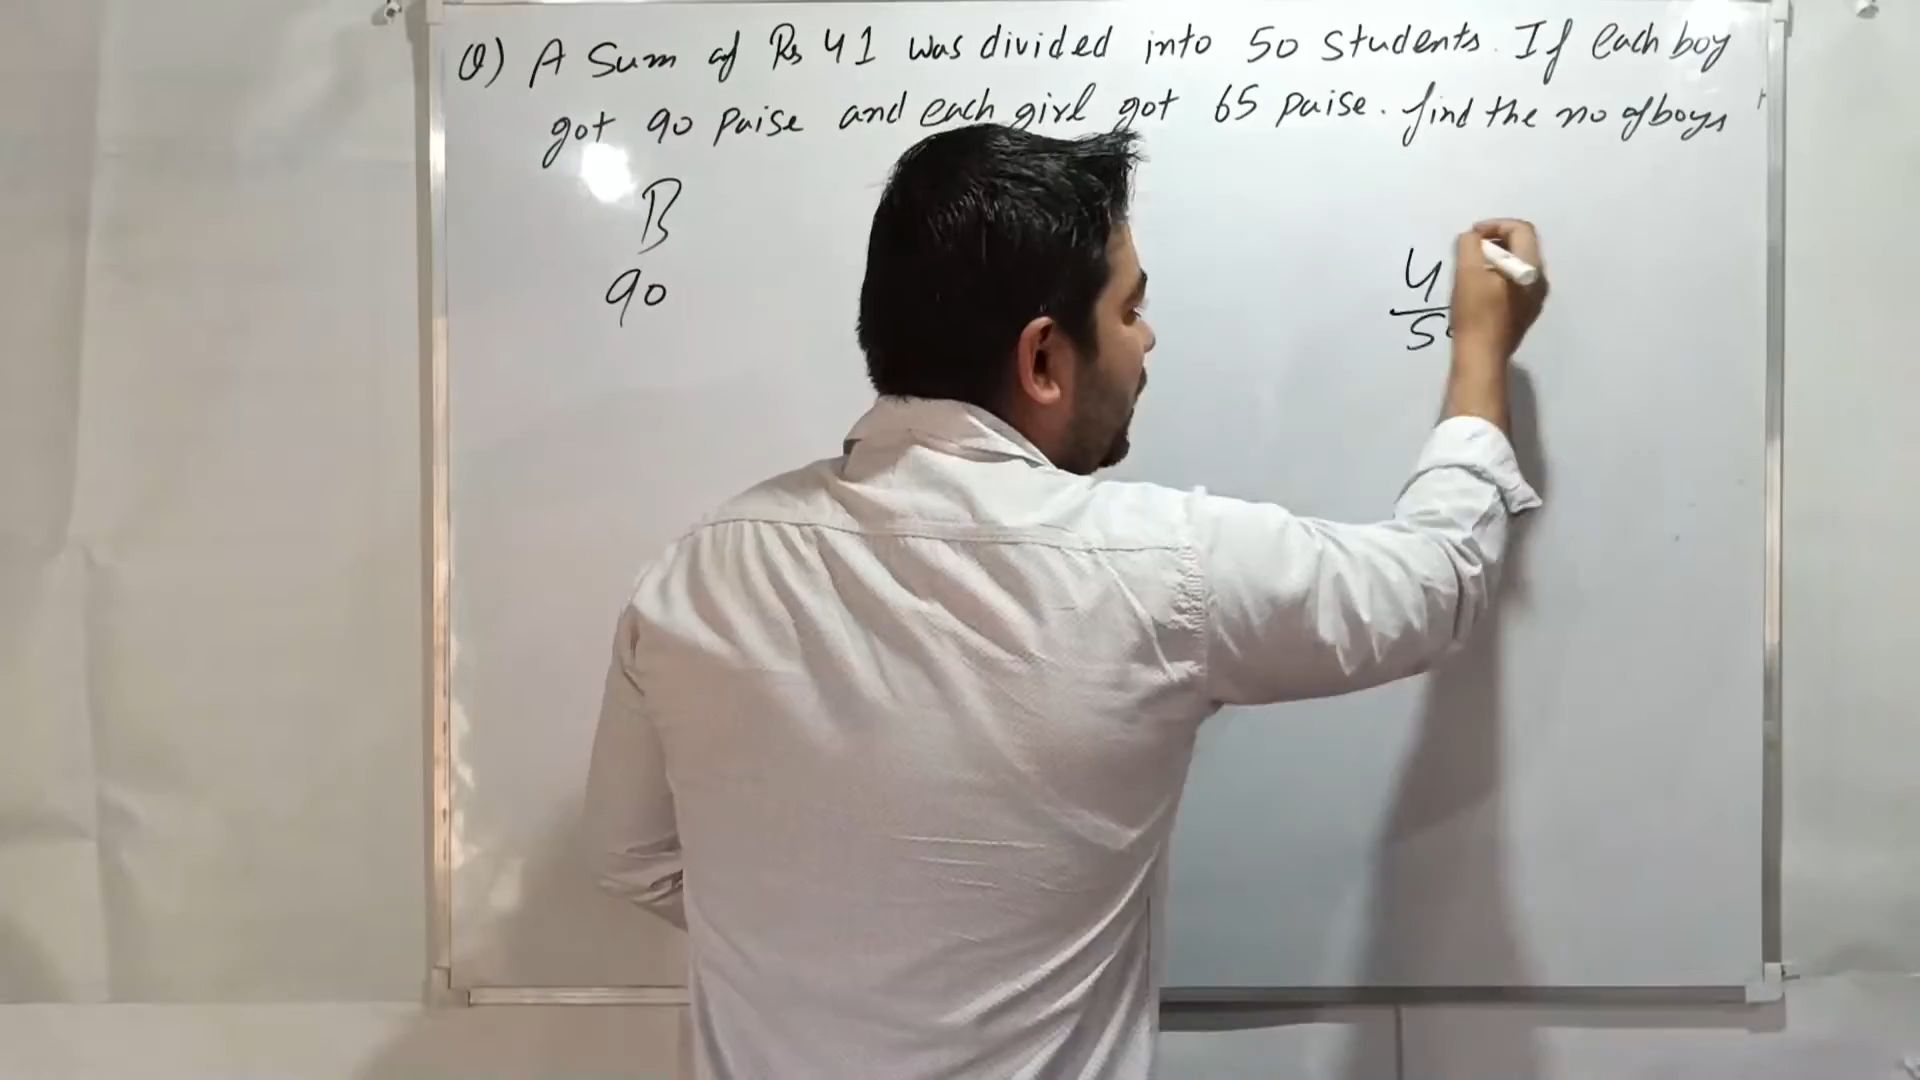 Q) A Sum of Rs 41 was divided into 50 Students. If Each boy
got 90 paise and each girl got 65 paise. find the no of boys
B
90
4
5